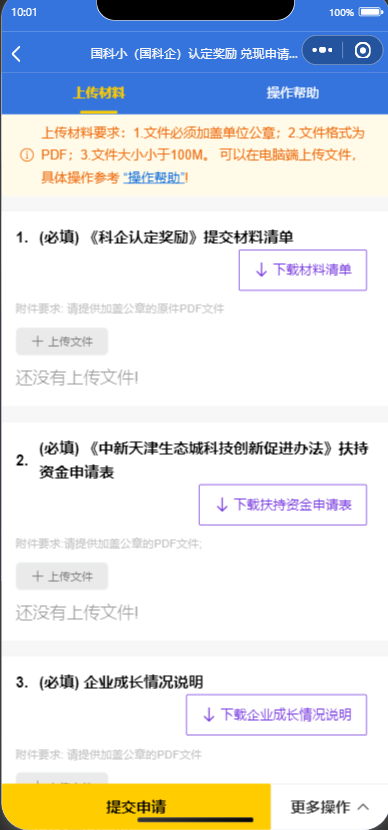 10:01
100%
国科小（国科企）认定奖励 兑现申请...
上传材料
操作帮助
上传材料要求：1.文件必须加盖单位公章；2.文件格式为
PDF；3.文件大小小于100M。 可以在电脑端上传文件，
具体操作参考 “操作帮助”!
1. (必填) 《科企认定奖励》提交材料清单
下载材料清单
附件要求: 请提供加盖公章的原件PDF文件
上传文件
还没有上传文件!
2. (必填) 《中新天津生态城科技创新促进办法》扶持
资金申请表
下载扶持资金申请表
附件要求:请提供加盖公章的PDF文件;
上传文件
还没有上传文件!
3. (必填) 企业成长情况说明
下载企业成长情况说明
附件要求: 请提供加盖公章的PDF文件
提交申请
更多操作